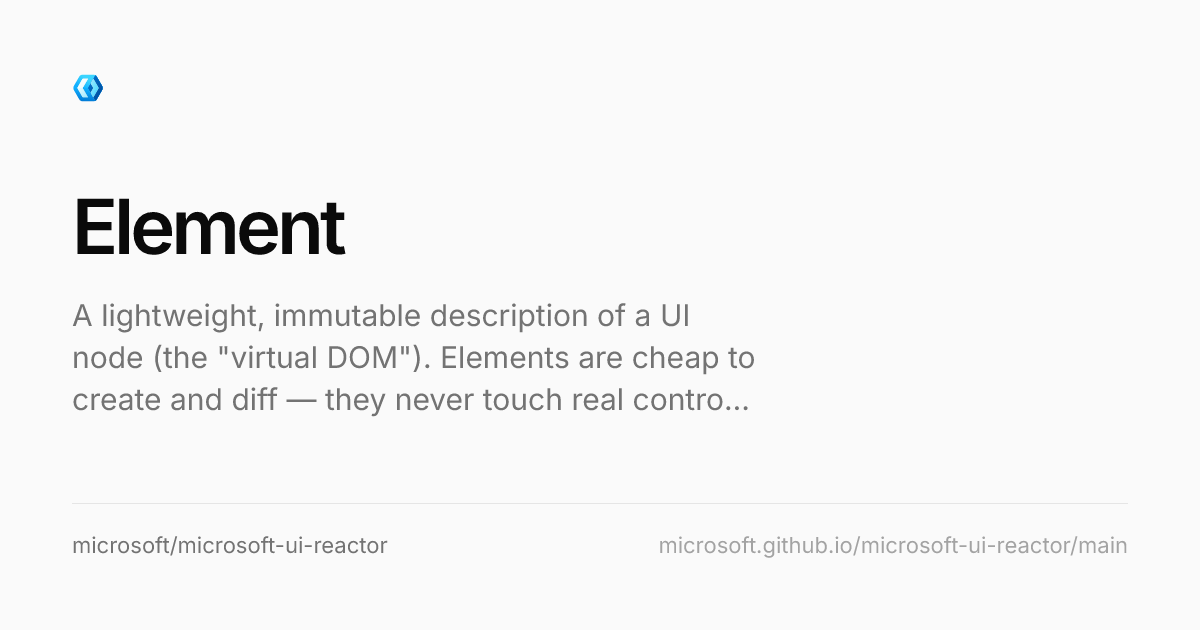 Element
A lightweight, immutable description of a UI
node (the "virtual DOM"). Elements are cheap to
create and diff — they never touch real contro...
microsoft/microsoft-ui-reactor
microsoft.github.io/microsoft-ui-reactor/main